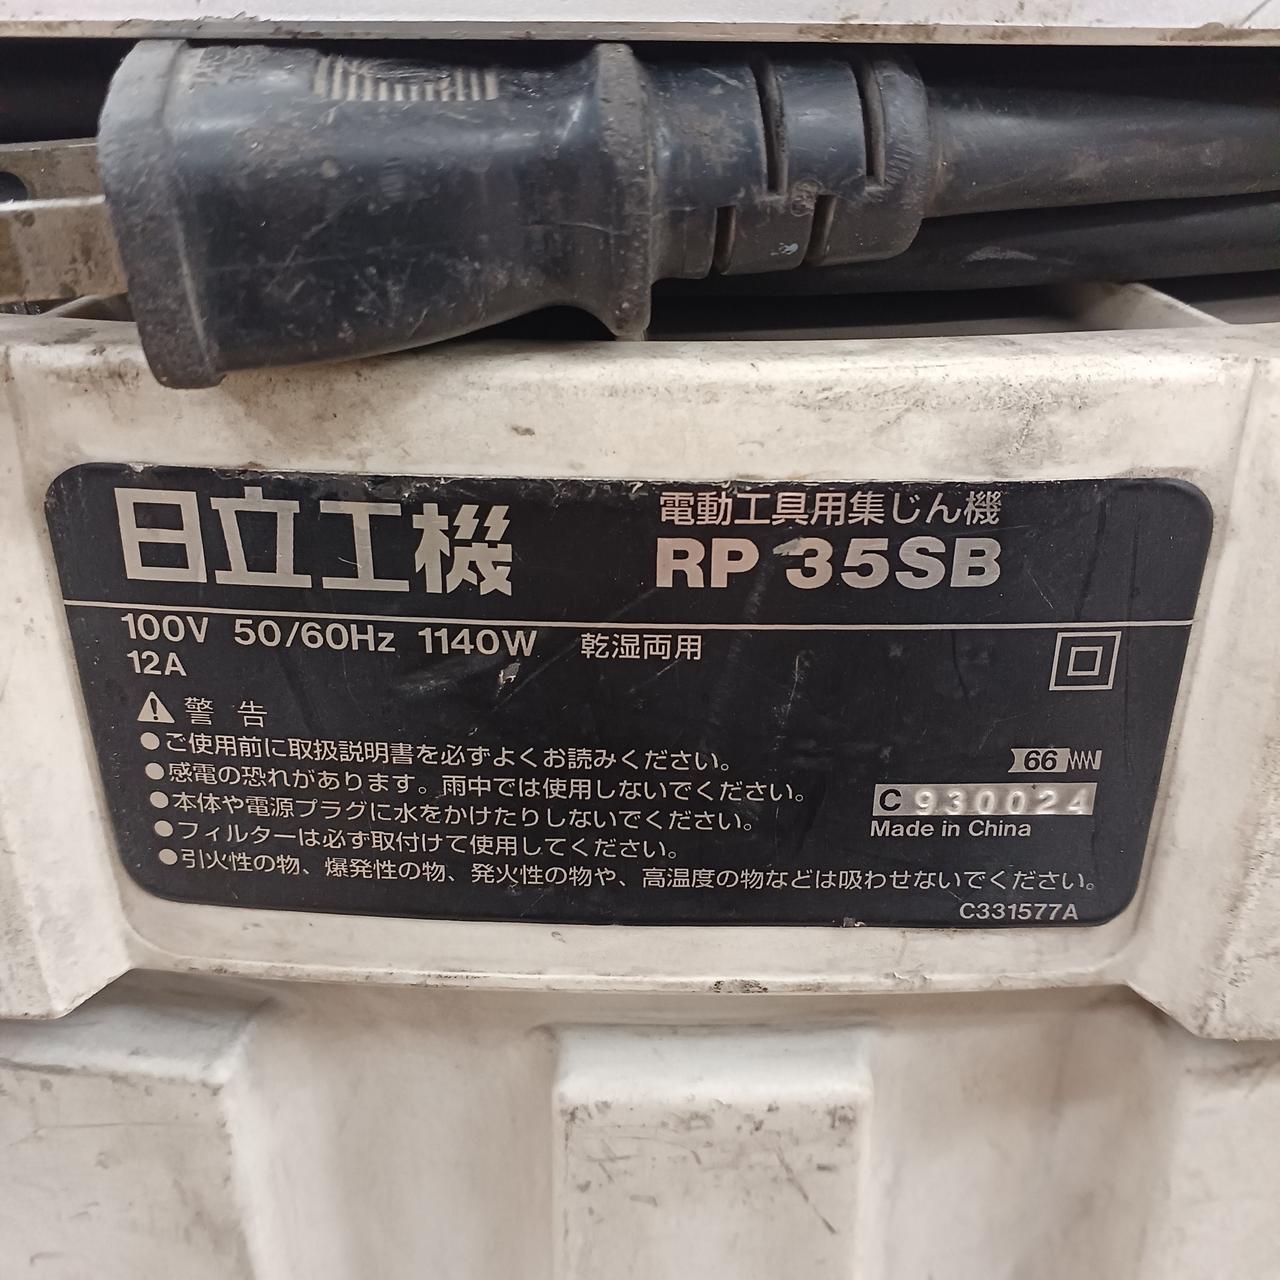 日立工機
電動工具用集じん機
RP 35SB
100V 50/60Hz 1140W 乾湿両用
12A
警告
●ご使用前に取扱説明書を必ずよくお読みください。
●感電の恐れがあります。雨中では使用しないでください。
●本体や電源プラグに水をかけたりしないでください。
●フィルターは必ず取付けて使用してください。
●引火性の物、爆発性の物、発火性の物や、高温度の物などは吸わせないでください。
66
C 930024
Made in China
C331577A